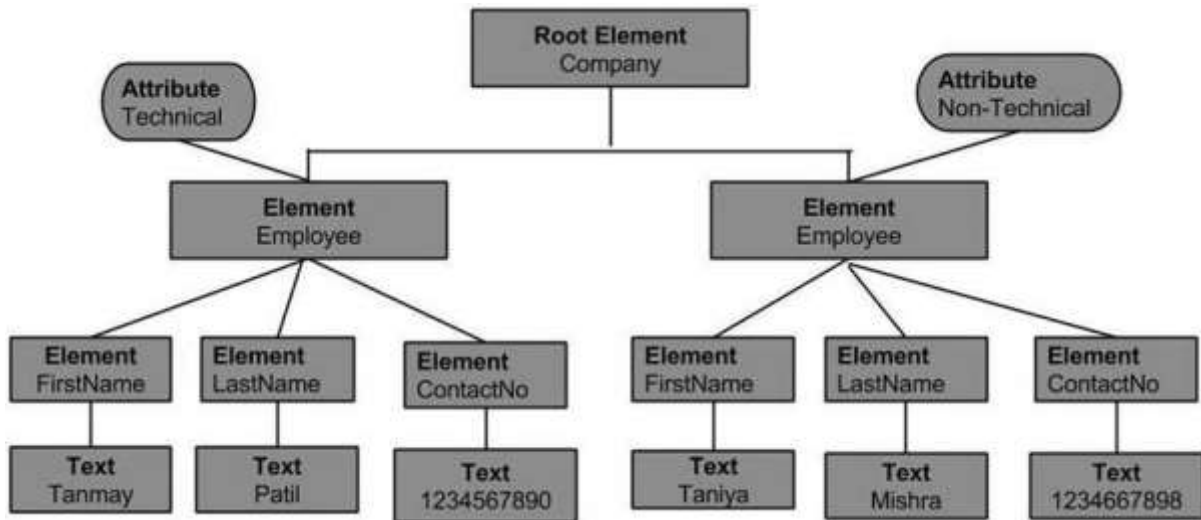 Root Element
Company
Attribute
Technical
Attribute
Non-Technical
Element
Employee
Element
Employee
Element
FirstName
Element
LastName
Element
ContactNo
Element
FirstName
Element
LastName
Element
ContactNo
Text
Tanmay
Text
Patil
Text
1234567890
Text
Taniya
Text
Mishra
Text
1234667898